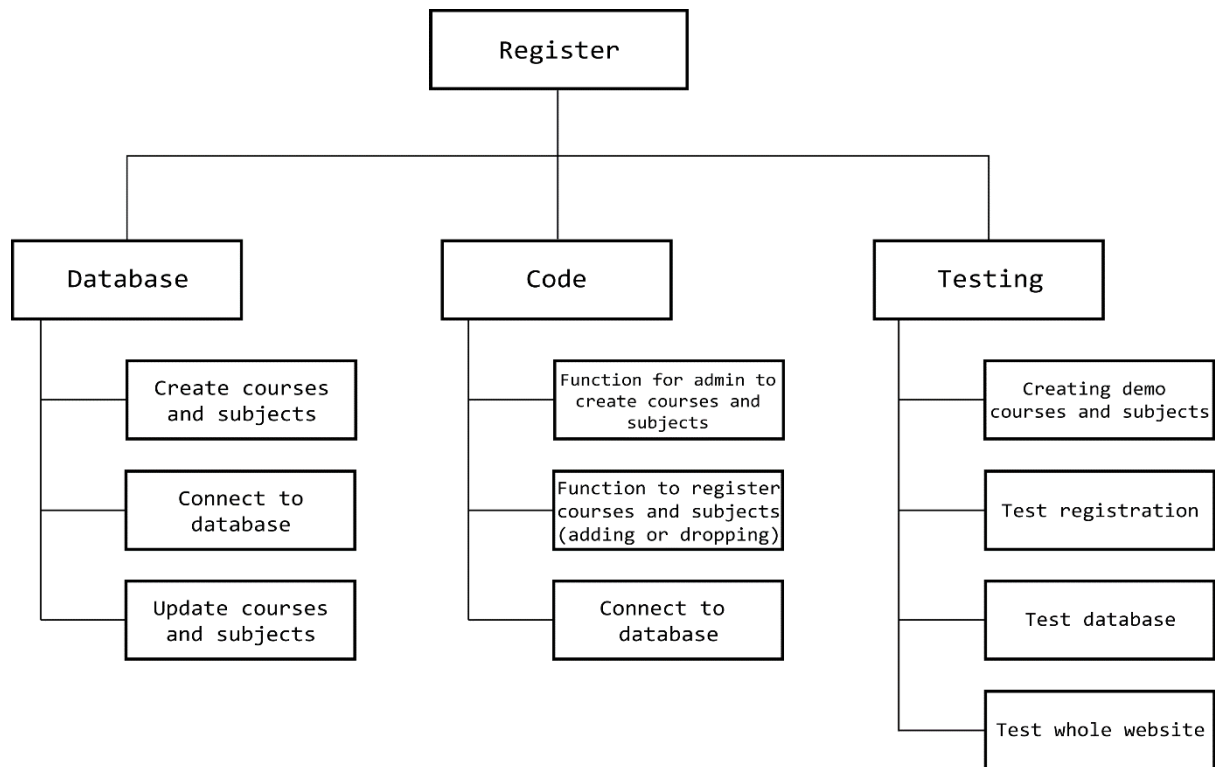 Register
Database
Code
Testing
Create courses
and subjects
Connect to
database
Update courses
and subjects
Function for admin to
create courses and
subjects
Function to register
courses and subjects
(adding or dropping)
Connect to
database
Creating demo
courses and subjects
Test registration
Test database
Test whole website